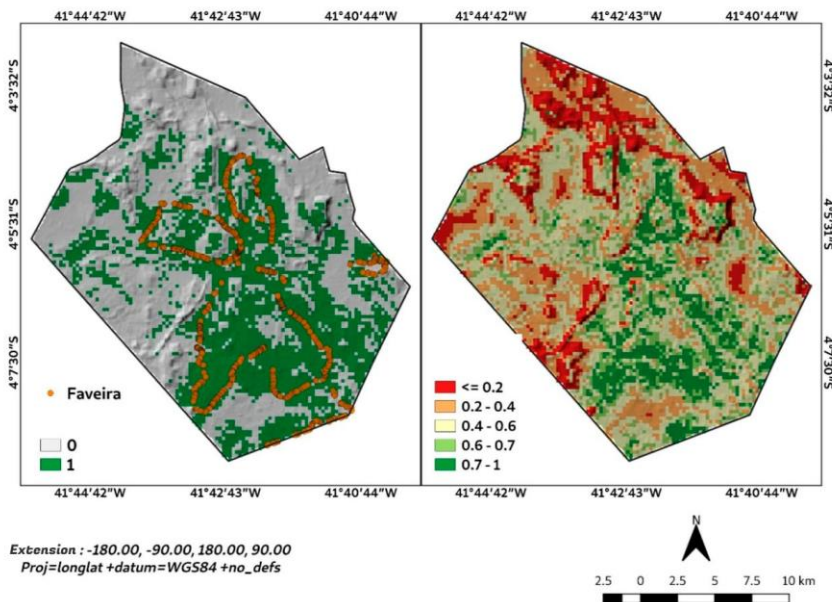 41°44'42"W 41°42'43"W 41°40'44"W 41°44'42"W 41°42'43"W 41°40'44"W
4°3'32"S
4°3'32"S
4°5'31"S
4°5'31"S
4°7'30"S
4°7'30"S
Faveira
0
1
<= 0.2
0.2 - 0.4
0.4 - 0.6
0.6 - 0.7
0.7 - 1
41°44'42"W 41°42'43"W 41°40'44"W 41°44'42"W 41°42'43"W 41°40'44"W
Extension : -180.00, -90.00, 180.00, 90.00
Proj=longlat +datum=WGS84 +no_defs
N
2.5 0 2.5 5 7.5 10 km